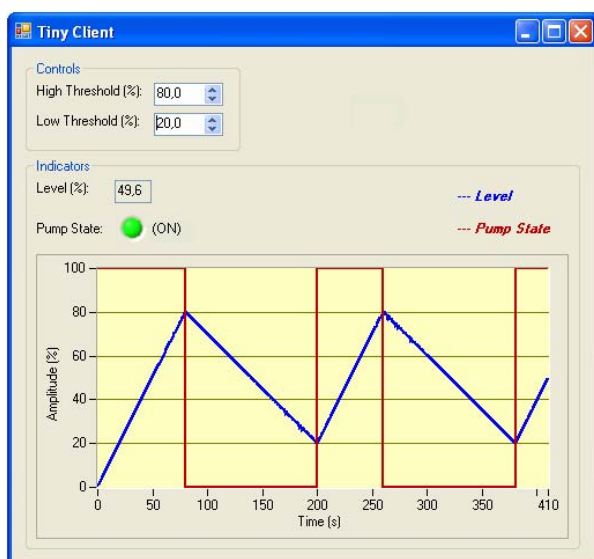 Tiny Client
Controls
High Threshold (%): 80,0
Low Threshold (%): 20,0
Indicators
Level (%): 49,6
--- Level
Pump State: (ON)
--- Pump State
100
80
60
40
20
0
Amplitude (%)
0 50 100 150 200 250 300 350 410
Time (s)